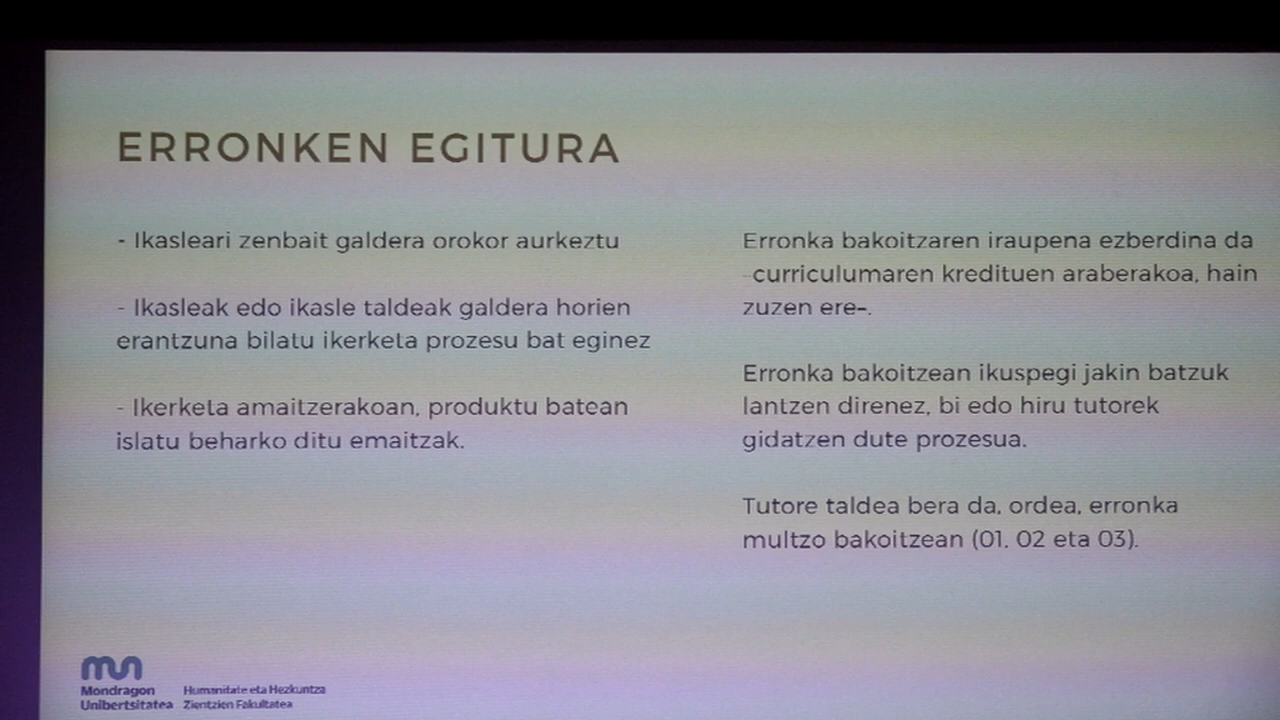 ERRONKEN EGITURA
- Ikasleari zenbait galdera orokor aurkeztu
- Ikasleak edo ikasle taldeak galdera horien
erantzuna bilatu ikerketa prozesu bat eginez
- Ikerketa amaitzerakoan, produktu batean
islatu beharko ditu emaitzak.
Erronka bakoitzaren iraupena ezberdina da
-curriculumaren kredituen araberakoa, hain
zuzen ere-.
Erronka bakoitzean ikuspegi jakin batzuk
lantzen direnez, bi edo hiru tutorek
gidatzen dute prozesua.
Tutore taldea bera da, ordea, erronka
multzo bakoitzean (01, 02 eta 03).
Mondragon
Unibertsitatea
Humanitate eta Hezkuntza
Zientzien Fakultatea